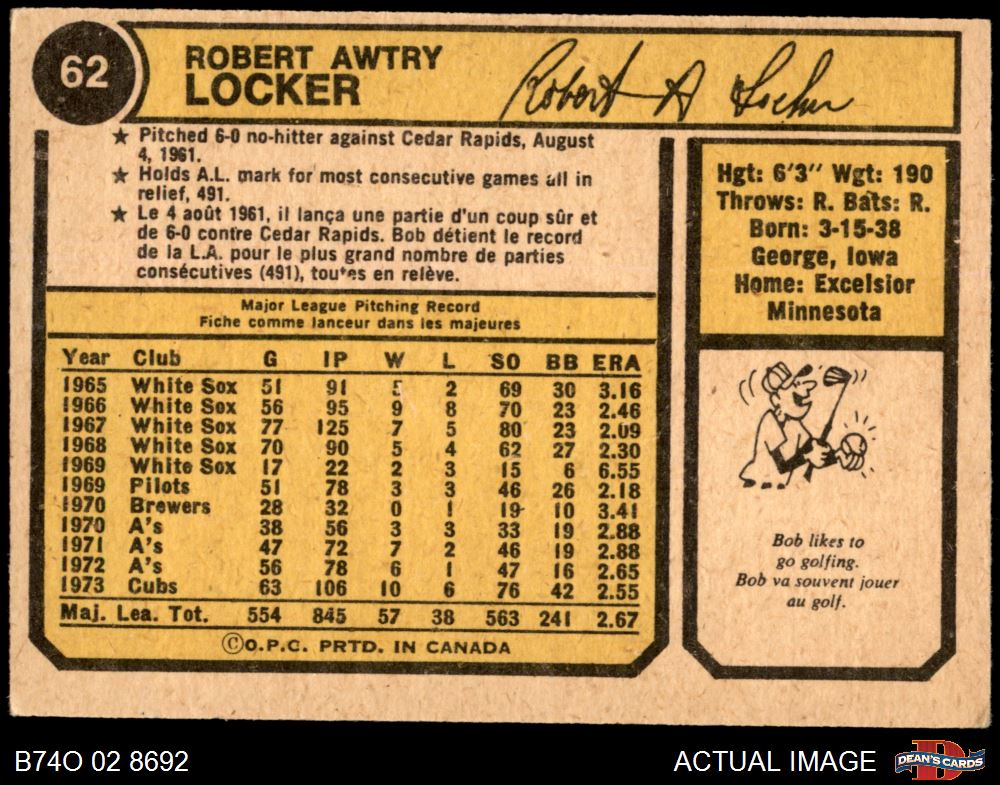 62
ROBERT AWTRY
LOCKER
Robert A Locker
★ Pitched 6-0 no-hitter against Cedar Rapids, August
4, 1961.
★ Holds A.L. mark for most consecutive games all in
relief, 491.
★ Le 4 août 1961, il lança une partie d'un coup sûr et
de 6-0 contre Cedar Rapids. Bob détient le record
de la L.A. pour le plus grand nombre de parties
consécutives (491), toutes en relève.
Hgt: 6'3" Wgt: 190
Throws: R. Bats: R.
Born: 3-15-38
George, Iowa
Home: Excelsior
Minnesota
Major League Pitching Record
Fiche comme lanceur dans les majeures
Year Club G IP W L SO BB ERA
1965 White Sox 51 91 5 2 69 30 3.16
1966 White Sox 56 95 9 8 70 23 2.46
1967 White Sox 77 125 7 5 80 23 2.09
1968 White Sox 70 90 5 4 62 27 2.30
1969 White Sox 17 22 2 3 15 6 6.55
1969 Pilots 51 78 3 3 46 26 2.18
1970 Brewers 28 32 0 1 19 10 3.41
1970 A's 38 56 3 3 33 19 2.88
1971 A's 47 72 7 2 46 19 2.88
1972 A's 56 78 6 1 47 16 2.65
1973 Cubs 63 106 10 6 76 42 2.55
Maj. Lea. Tot. 554 845 57 38 563 241 2.67
©O.P.C. PRTD. IN CANADA
Bob likes to
go golfing.
Bob va souvent jouer
au golf.
B74O 02 8692
ACTUAL IMAGE
DEAN'S CARDS